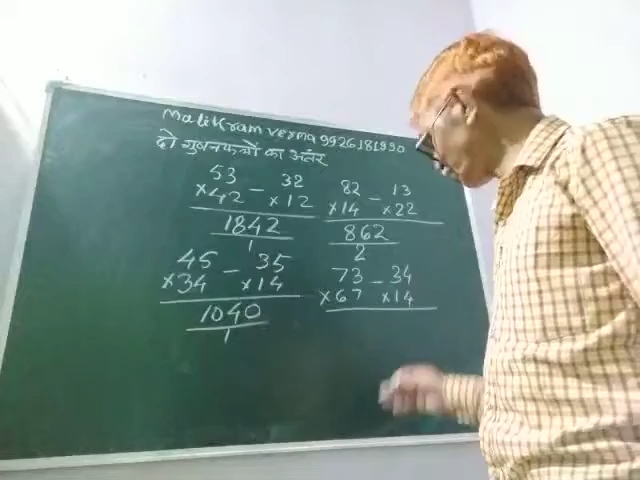 Malikram verma 9926181990
दो गुणनफलों का अंतर
53 - 32
×42 ×12
1842
1
82 - 13
×14 ×22
862
2
45 - 35
×34 ×14
1040
1
73 - 34
×67 ×14